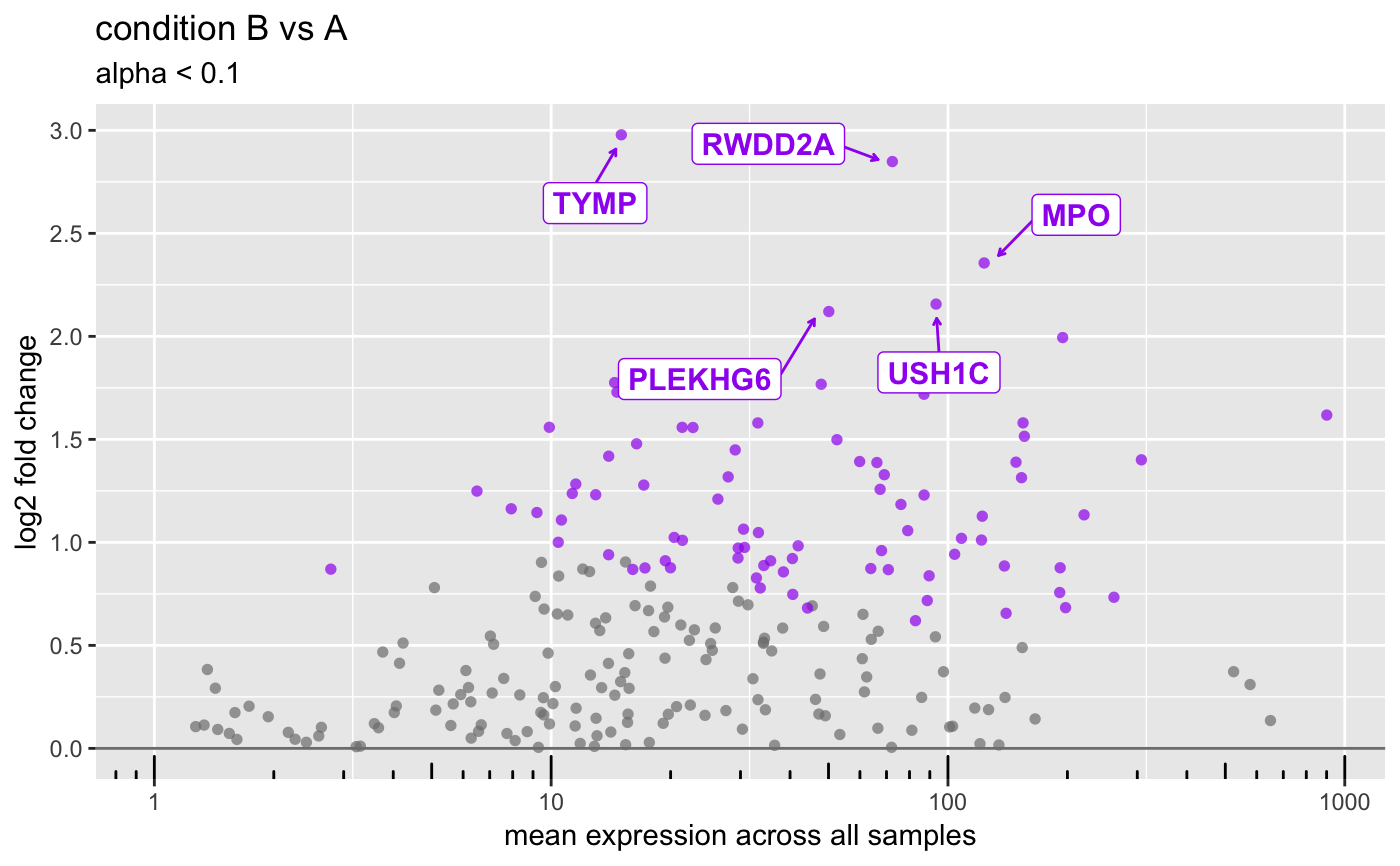 condition B vs A
alpha < 0.1
3.0
2.5
2.0
1.5
1.0
0.5
0.0
log2 fold change
RWDD2A
TYMP
MPO
PLEKHG6
USH1C
1
10
100
1000
mean expression across all samples